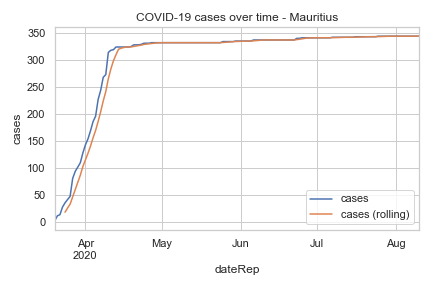 COVID-19 cases over time - Mauritius
350
300
250
200
150
100
50
0
cases
cases
cases (rolling)
Apr
2020
May
Jun
Jul
Aug
dateRep